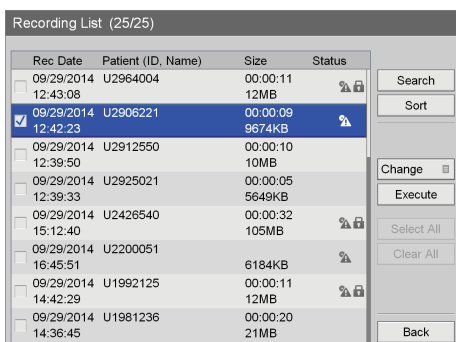 Recording List (25/25)
Rec Date Patient (ID, Name) Size Status
09/29/2014 U2964004 00:00:11
12:43:08 12MB
09/29/2014 U2906221 00:00:09
12:42:23 9674KB
09/29/2014 U2912550 00:00:10
12:39:50 10MB
09/29/2014 U2925021 00:00:05
12:39:33 5649KB
09/29/2014 U2426540 00:00:32
15:12:40 105MB
09/29/2014 U2200051
16:45:51 6184KB
09/29/2014 U1992125 00:00:11
14:42:29 12MB
09/29/2014 U1981236 00:00:20
14:36:45 21MB
Search
Sort
Change
Execute
Select All
Clear All
Back